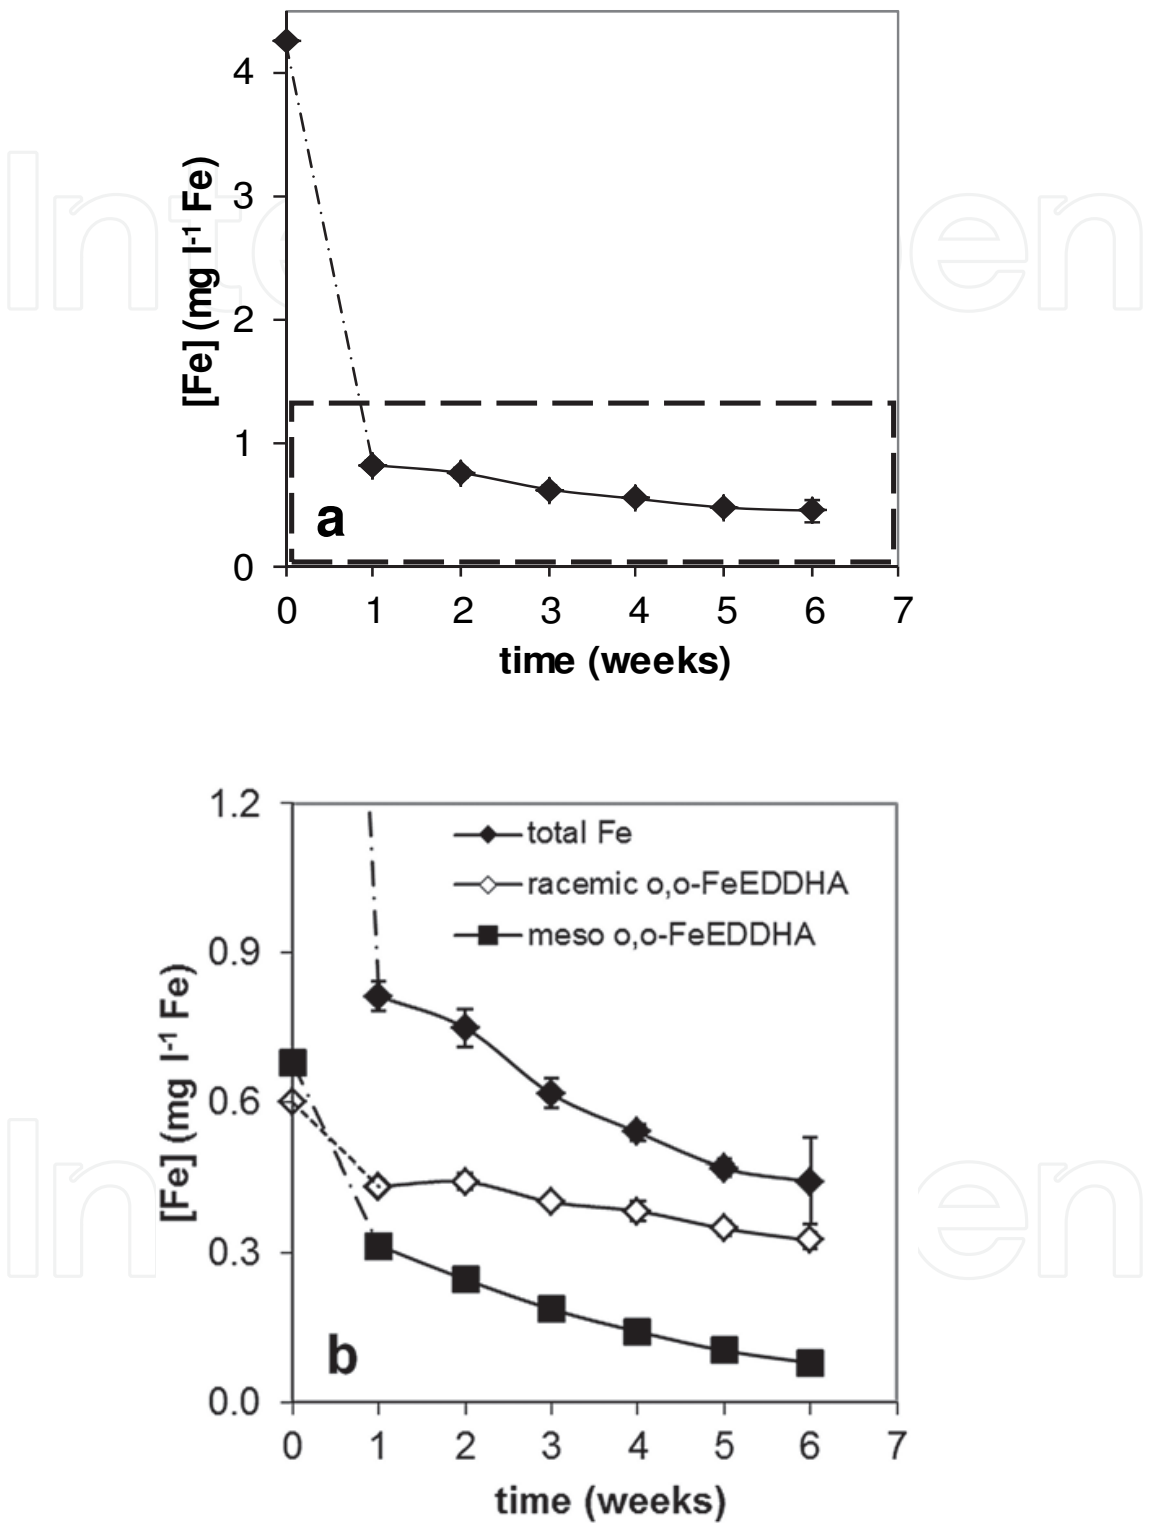 4
3
2
1
0
[Fe] (mg l-1 Fe)
a
0 1 2 3 4 5 6 7
time (weeks)
1.2
0.9
0.6
0.3
0.0
[Fe] (mg l-1 Fe)
total Fe
racemic o,o-FeEDDHA
meso o,o-FeEDDHA
b
0 1 2 3 4 5 6 7
time (weeks)